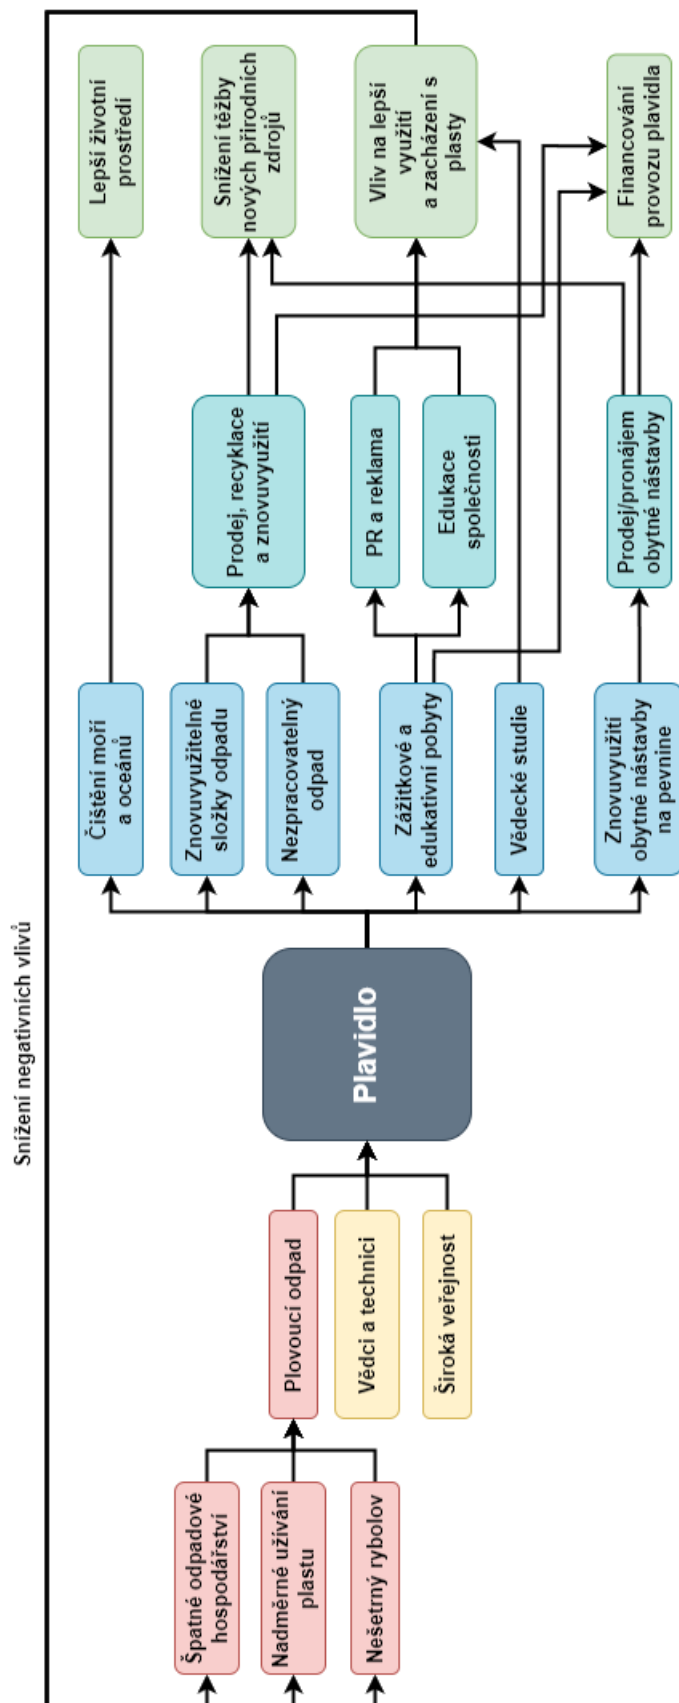 Snížení negativních vlivů
Špatné odpadové
hospodářství
Nadměrné užívání
plastu
Nešetrný rybolov
Plovoucí odpad
Vědci a technici
Široká veřejnost
Plavidlo
Čištění moří
a oceánů
Znovuvyužitelné
složky odpadu
Nezpracovatelný
odpad
Zážitkové a
edukativní pobyty
Vědecké studie
Znovuvyužití
obytné nástavby
na pevnine
Prodej, recyklace
a znovuvyužití
PR a reklama
Edukace
společnosti
Prodej/pronájem
obytné nástavby
Lepší životní
prostředí
Snížení těžby
nových přírodních
zdrojů
Vliv na lepší
využití
a zacházení s
plasty
Financování
provozu plavidla